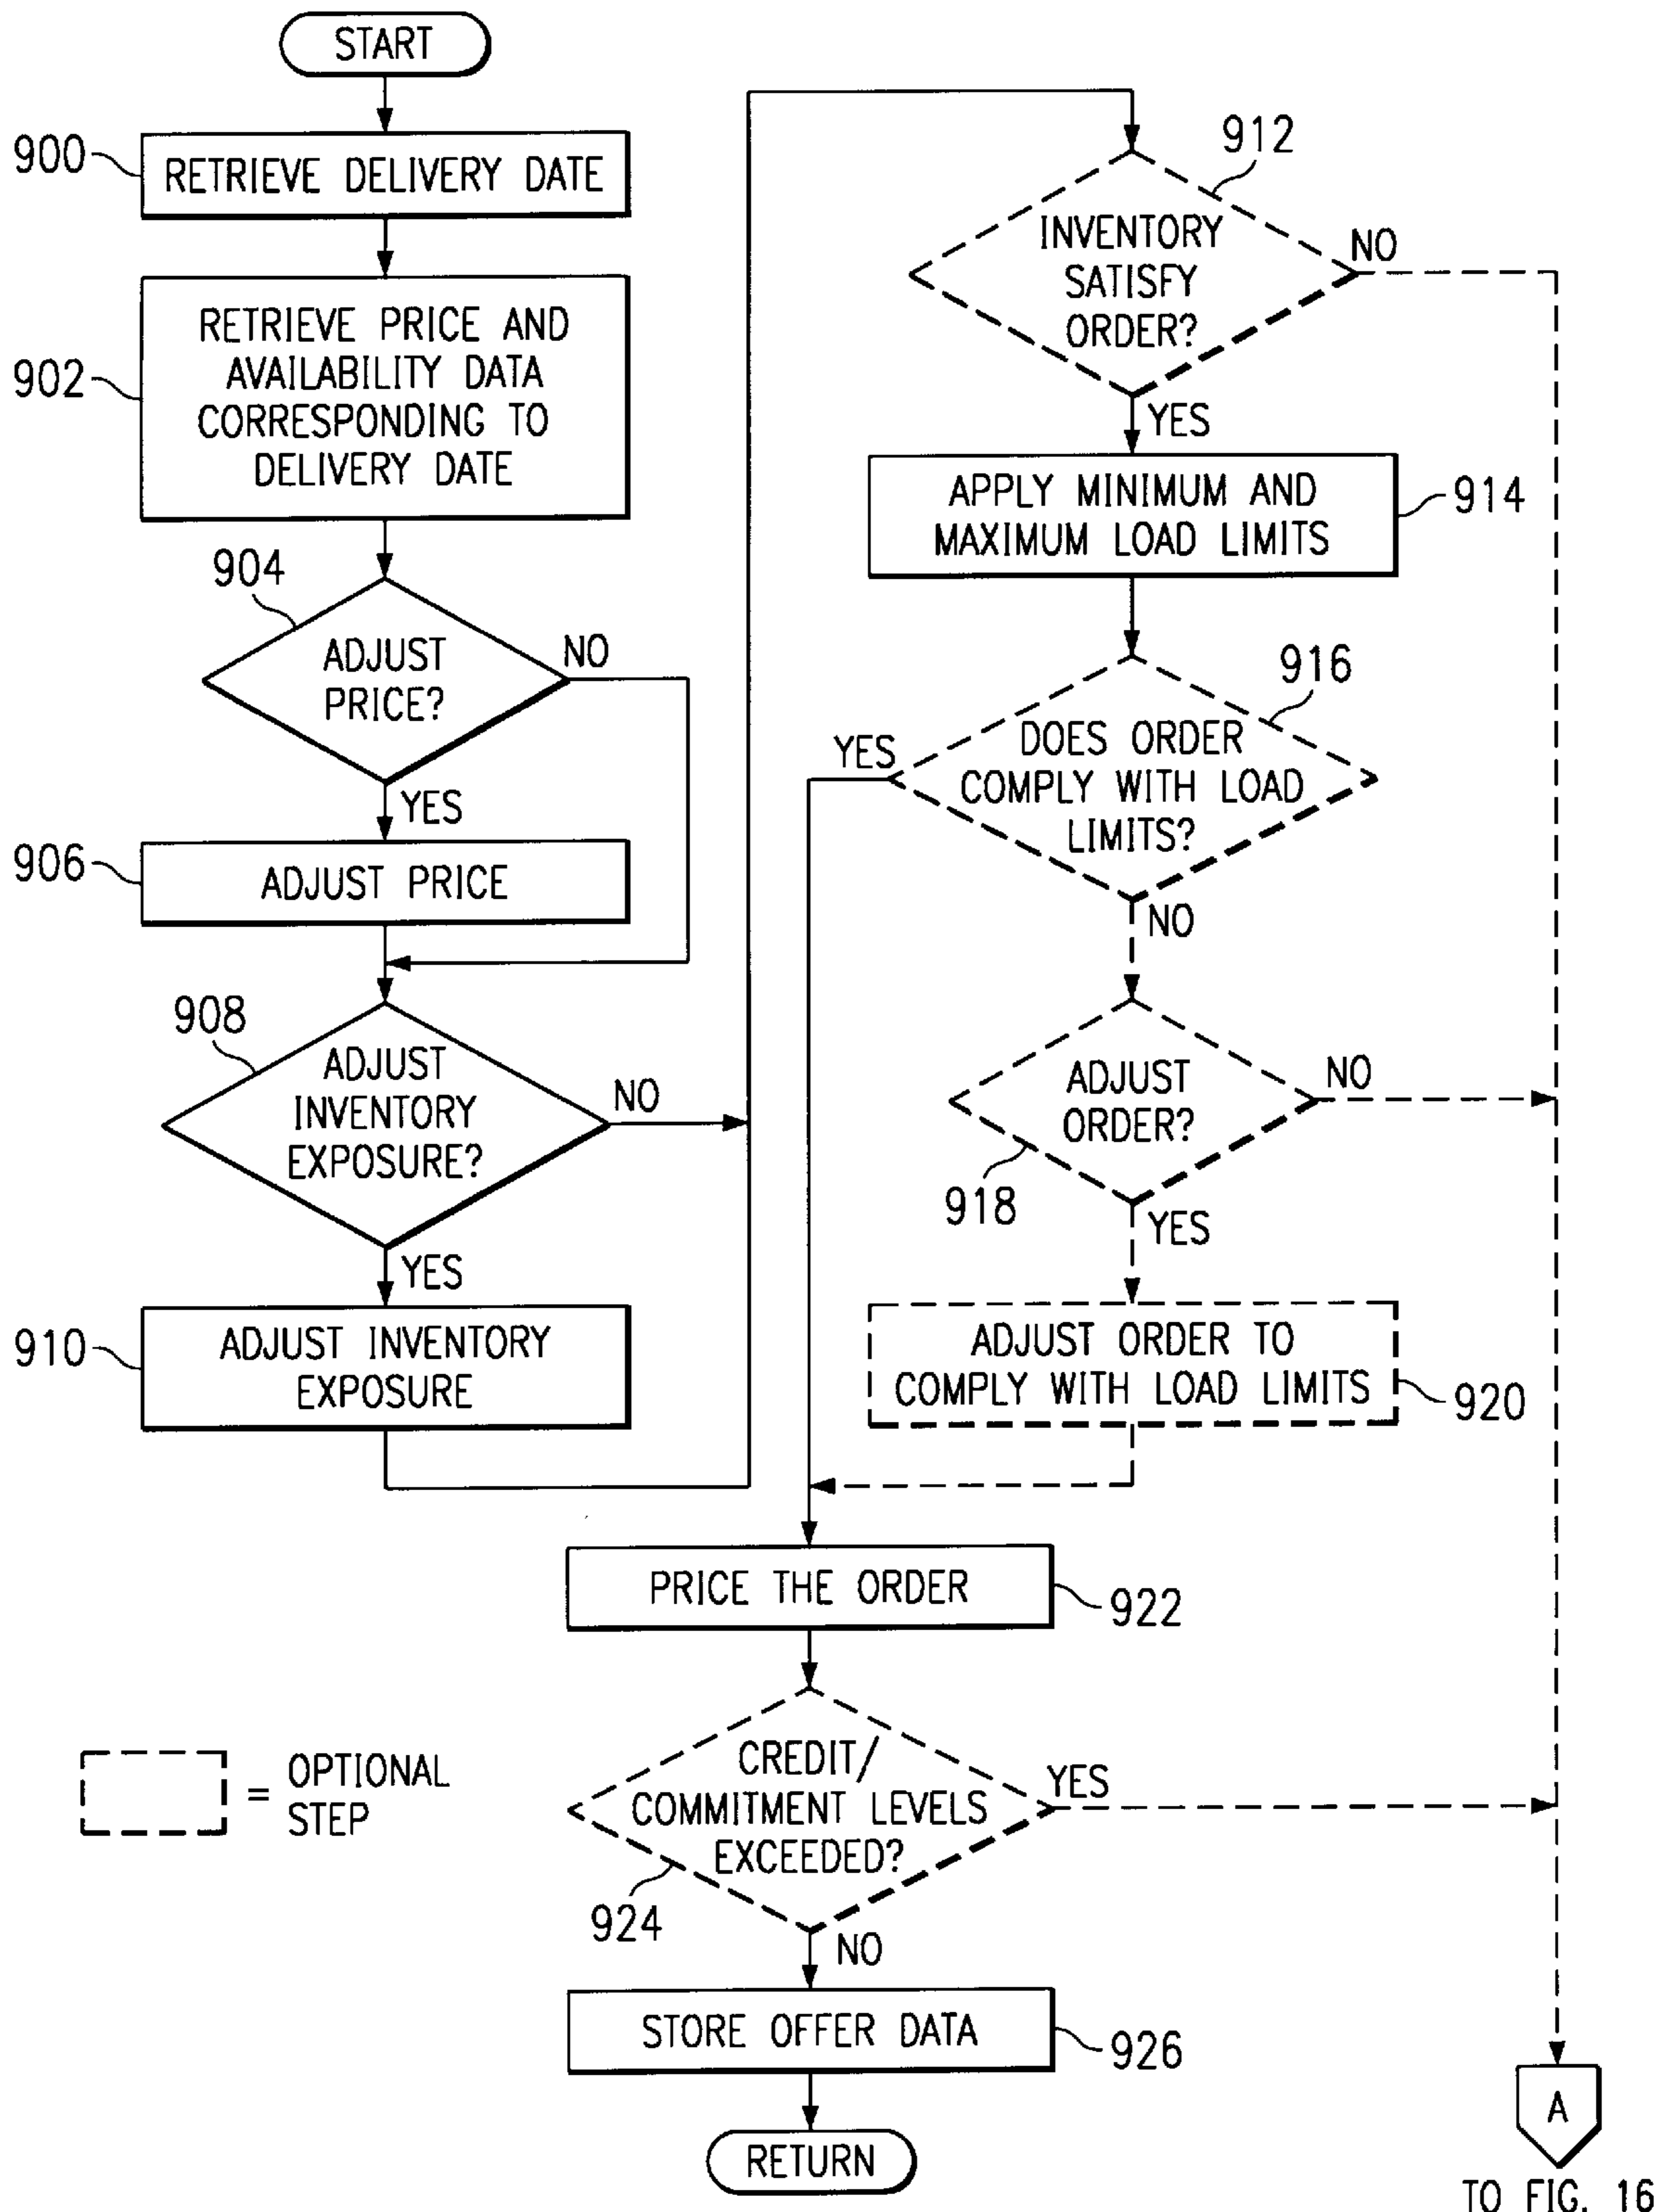 START
900
RETRIEVE DELIVERY DATE
902
RETRIEVE PRICE AND
AVAILABILITY DATA
CORRESPONDING TO
DELIVERY DATE
904
ADJUST
PRICE?
NO
YES
906
ADJUST PRICE
908
ADJUST
INVENTORY
EXPOSURE?
NO
YES
910
ADJUST INVENTORY
EXPOSURE
912
INVENTORY
SATISFY
ORDER?
NO
YES
APPLY MINIMUM AND
MAXIMUM LOAD LIMITS
914
916
DOES ORDER
COMPLY WITH LOAD
LIMITS?
YES
NO
ADJUST
ORDER?
NO
918
YES
ADJUST ORDER TO
COMPLY WITH LOAD LIMITS
920
PRICE THE ORDER
922
CREDIT/
COMMITMENT LEVELS
EXCEEDED?
YES
924
NO
STORE OFFER DATA
926
RETURN
= OPTIONAL
STEP
A
TO FIG. 16